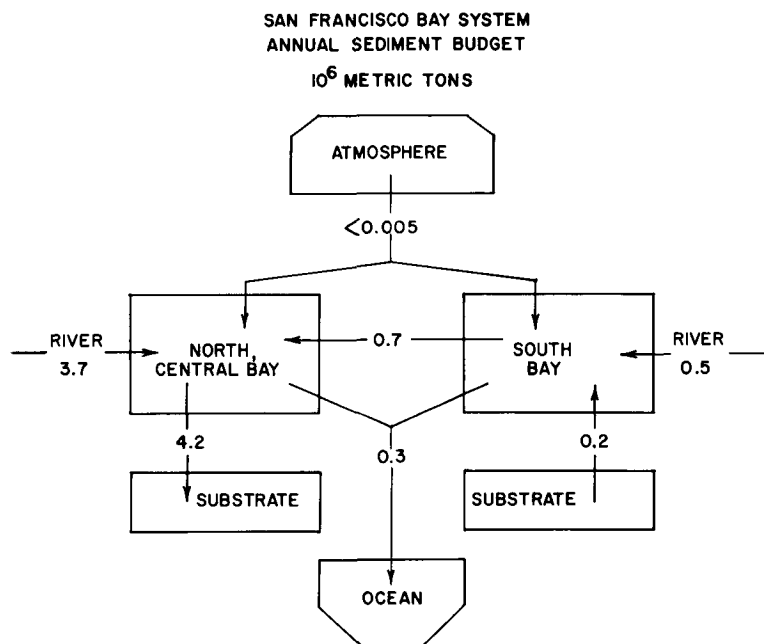 SAN FRANCISCO BAY SYSTEM
ANNUAL SEDIMENT BUDGET
10⁶ METRIC TONS
ATMOSPHERE
<0.005
RIVER
3.7
NORTH,
CENTRAL BAY
0.7
SOUTH
BAY
RIVER
0.5
4.2
0.3
0.2
SUBSTRATE
SUBSTRATE
OCEAN